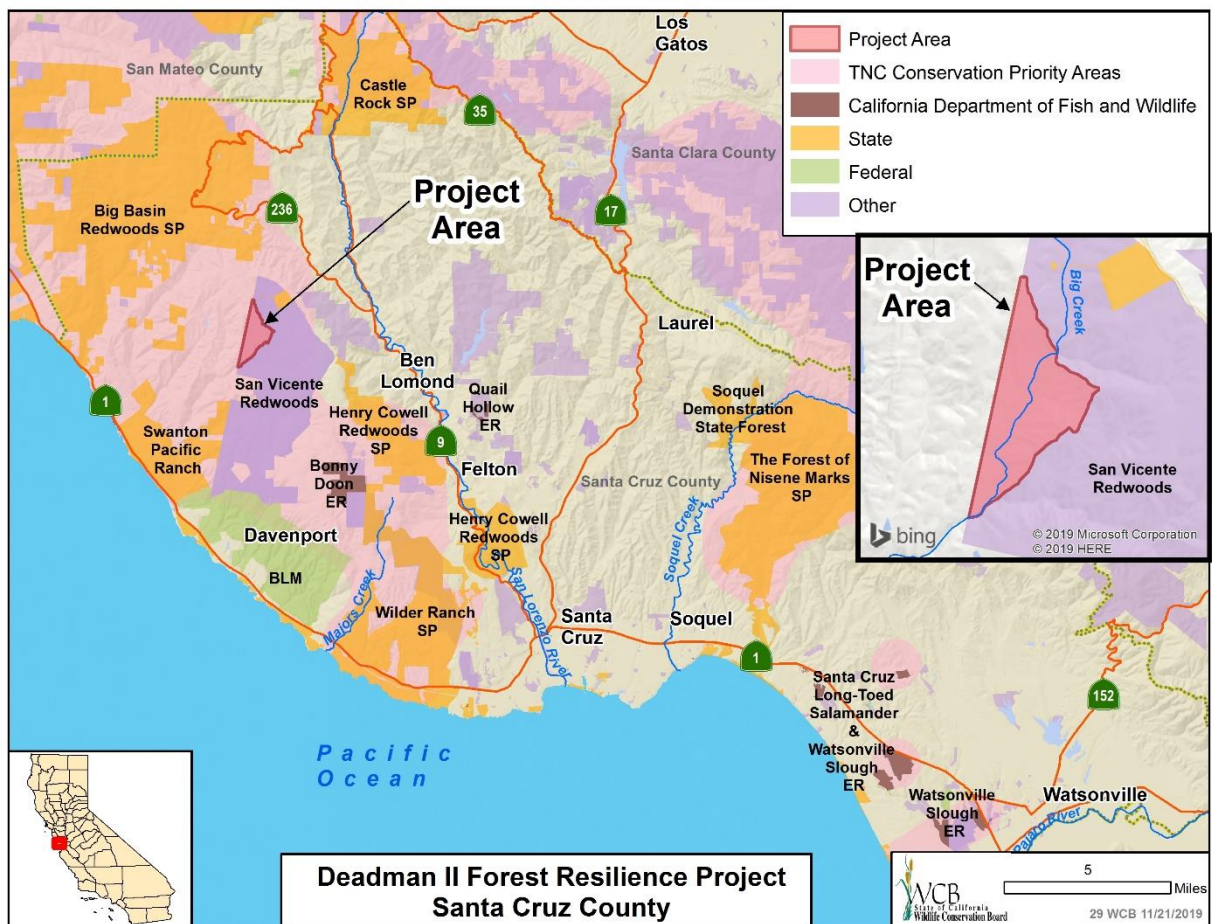 Los
Gatos
San Mateo County
Castle
Rock SP
35
Santa Clara County
Project
Area
236
17
Big Basin
Redwoods SP
Laurel
Ben
Lomond
San Vicente
Redwoods
Quail
Hollow
ER
Soquel
Demonstration
State Forest
1
Henry Cowell
Redwoods
SP
Swanton
Pacific
Ranch
9
Felton
The Forest of
Nisene Marks
SP
Bonny
Doon
ER
Santa Cruz County
Soquel Creek
Henry Cowell
Redwoods
SP
Davenport
BLM
Majors Creek
San Lorenzo River
Wilder Ranch
SP
Santa
Cruz
Soquel
1
Santa Cruz
Long-Toed
Salamander
&
Watsonville
Slough
ER
152
Pacific
Ocean
Watsonville
Slough
ER
Watsonville
Pajaro River
Project Area
TNC Conservation Priority Areas
California Department of Fish and Wildlife
State
Federal
Other
Project
Area
Big Creek
San Vicente
Redwoods
bing
© 2019 Microsoft Corporation
© 2019 HERE
Deadman II Forest Resilience Project
Santa Cruz County
WCB
State of California
Wildlife Conservation Board
5
Miles
29 WCB 11/21/2019